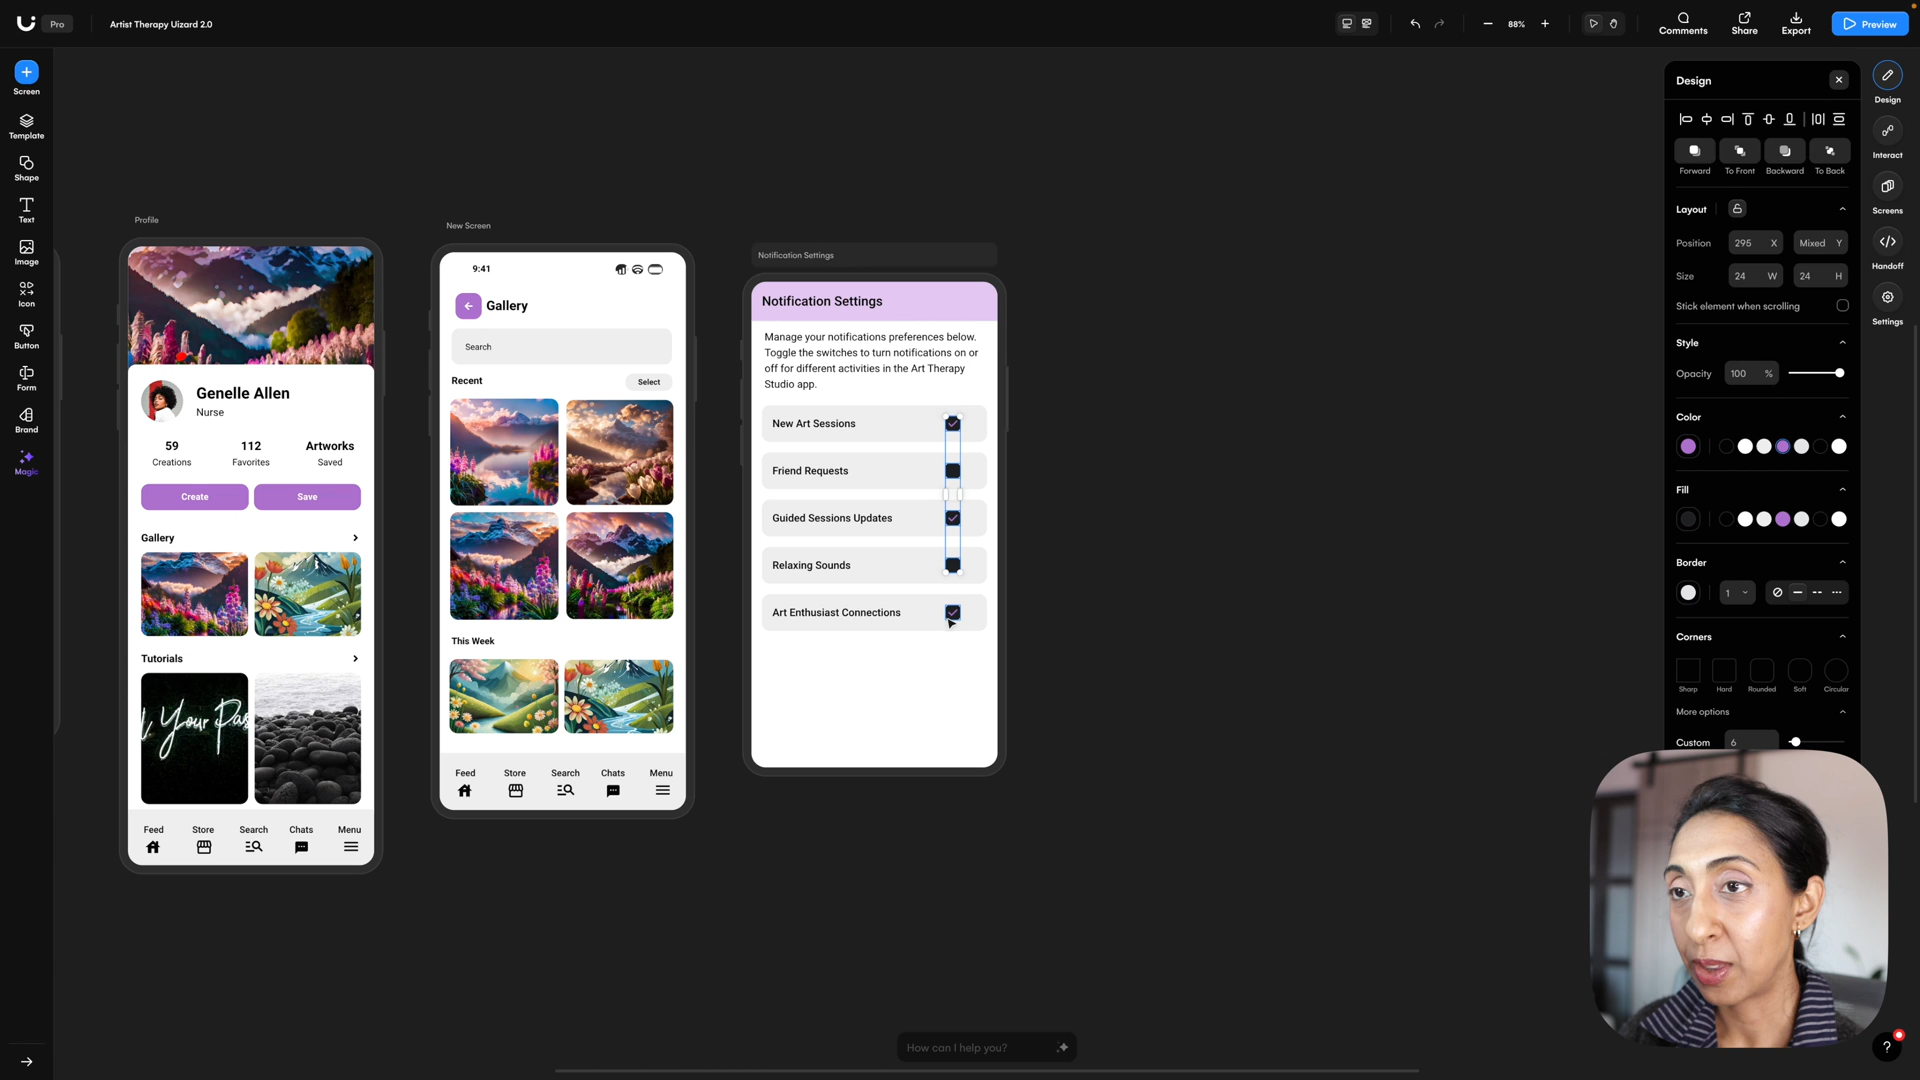 Pro
Artist Therapy Uizard 2.0
88%
Comments
Share
Export
Preview
Screen
Template
Shape
Text
Image
Icon
Button
Form
Brand
Magic
Profile
Genelle Allen
Nurse
59
112
Artworks
Creations
Favorites
Saved
Create
Save
Gallery
Tutorials
Your Pas
Feed
Store
Search
Chats
Menu
New Screen
9:41
Gallery
Search
Recent
Select
This Week
Feed
Store
Search
Chats
Menu
Notification Settings
Notification Settings
Manage your notifications preferences below.
Toggle the switches to turn notifications on or
off for different activities in the Art Therapy
Studio app.
New Art Sessions
Friend Requests
Guided Sessions Updates
Relaxing Sounds
Art Enthusiast Connections
How can I help you?
Design
Forward
To Front
Backward
To Back
Layout
Position
295 X
Mixed Y
Size
24 W
24 H
Stick element when scrolling
Style
Opacity
100 %
Color
Fill
Border
1
Corners
Sharp
Hard
Rounded
Soft
Circular
More options
Custom
6
Design
Interact
Screens
Handoff
Settings
?